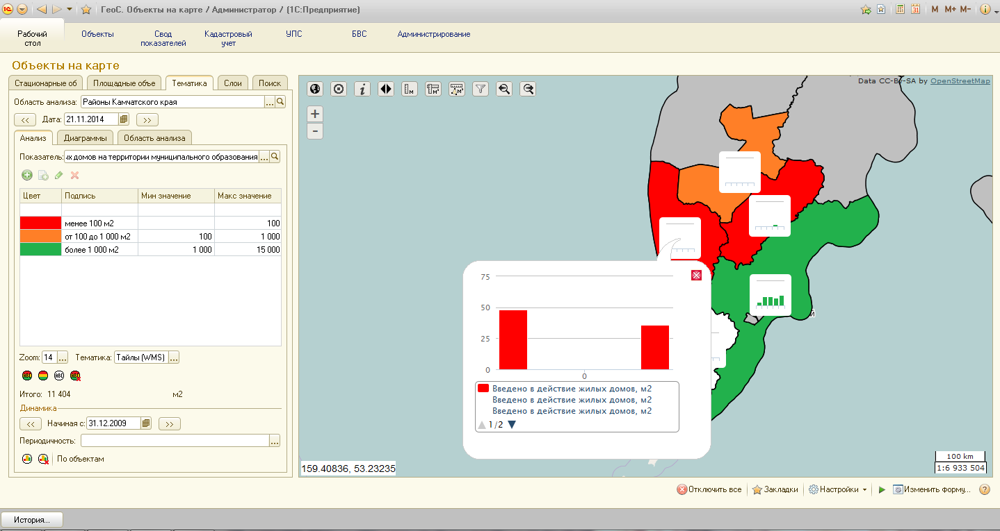 ГеоС. Объекты на карте / Администратор / (1С:Предприятие)
M M+ M-
Рабочий стол
Объекты
Свод показателей
Кадастровый учет
УПС
БВС
Администрирование
Объекты на карте
Стационарные об
Площадные объе
Тематика
Слои
Поиск
Область анализа: Районы Камчатского края ...
<< Дата: 21.11.2014 >>
Анализ
Диаграммы
Область анализа
Показатель: ых домов на территории муниципального образования ...
Цвет Подпись Мин значение Макс значение
менее 100 м2 100
от 100 до 1 000 м2 100 1 000
более 1 000 м2 1 000 15 000
Zoom: 14 ... Тематика: Тайлы (WMS) ...
Итого: 11 404 м2
Динамика
<< Начиная с: 31.12.2009 >>
Периодичность: ...
По объектам
Data CC-By-SA by OpenStreetMap
+
-
75
50
25
0
0
Введено в действие жилых домов, м2
Введено в действие жилых домов, м2
Введено в действие жилых домов, м2
1/2
й
159.40836, 53.23235
100 km
1:6 933 504
Отключить все
Закладки
Настройки
Изменить форму...
История...